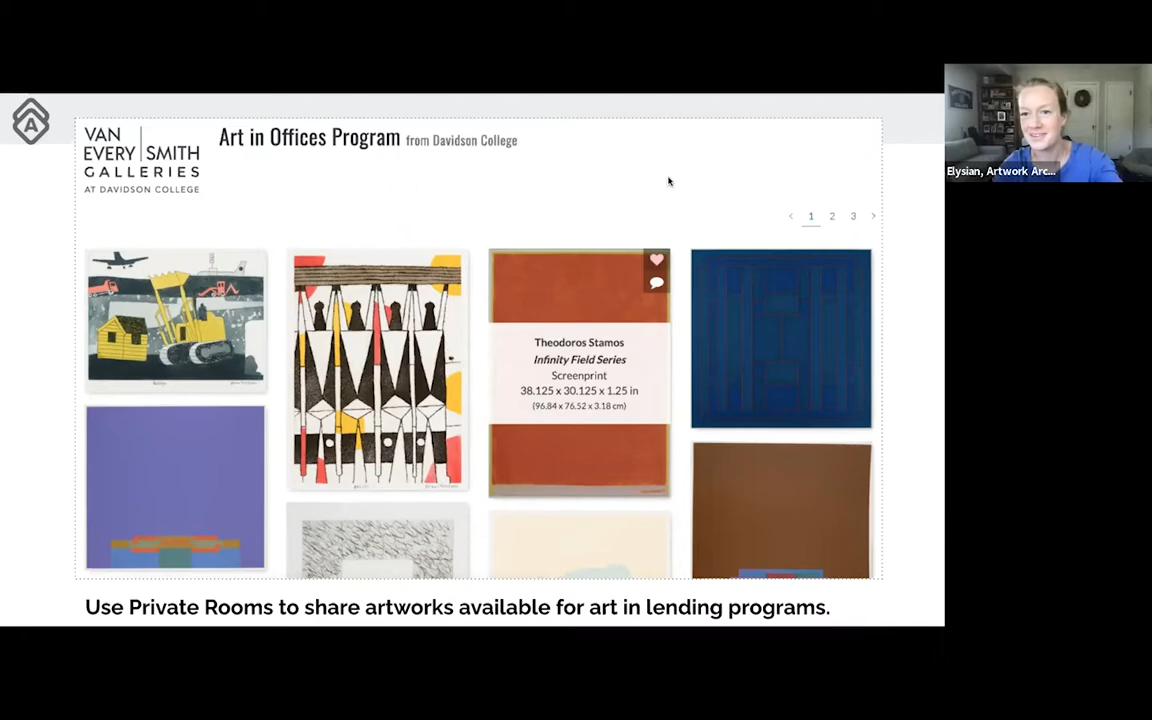 VAN
EVERY SMITH
GALLERIES
AT DAVIDSON COLLEGE
Art in Offices Program from Davidson College
Elysian, Artwork Arc...
< 1 2 3 >
Theodoros Stamos
Infinity Field Series
Screenprint
38.125 x 30.125 x 1.25 in
(96.84 x 76.52 x 3.18 cm)
Use Private Rooms to share artworks available for art in lending programs.